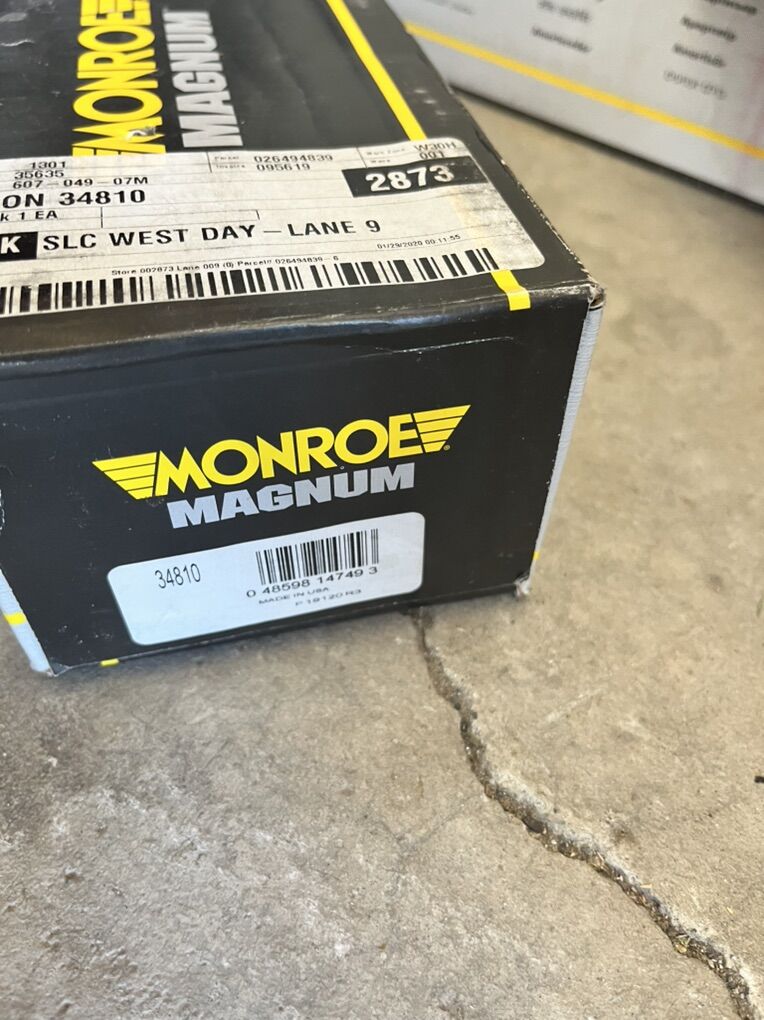 MONROE
MAGNUM
1301
35635
607-049-07M
026494839
095619
W30H
00T
2873
ON 34810
k 1 EA
K SLC WEST DAY-LANE 9
01/29/2020 00:11:55
Store 002873 Lane 009 (0) Parcel# 026494839-6
MONROE
MAGNUM
34810
0 48598 14749 3
MADE IN USA
P 19120 R3